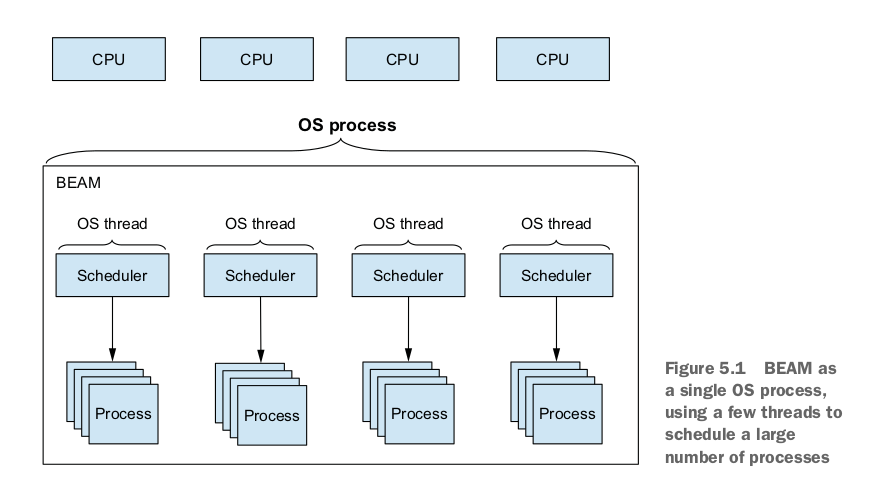 CPU CPU CPU CPU
OS process
BEAM
OS thread OS thread OS thread OS thread
Scheduler Scheduler Scheduler Scheduler
Process Process Process Process
Figure 5.1 BEAM as
a single OS process,
using a few threads to
schedule a large
number of processes